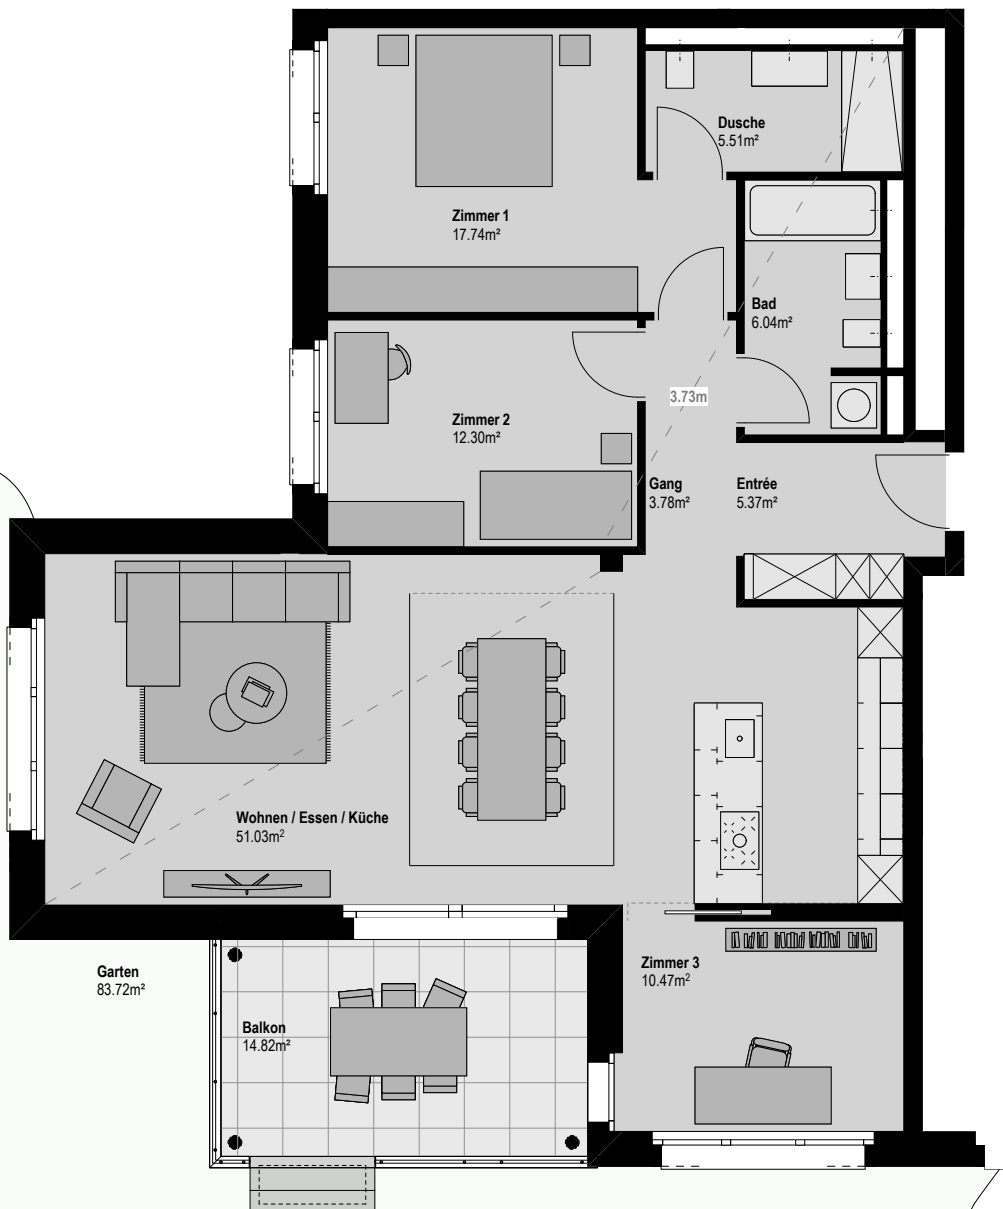 Dusche
5.51m²
Zimmer 1
17.74m²
Bad
6.04m²
3.73m
Zimmer 2
12.30m²
Gang
3.78m²
Entrée
5.37m²
Wohnen / Essen / Küche
51.03m²
Zimmer 3
10.47m²
Garten
83.72m²
Balkon
14.82m²